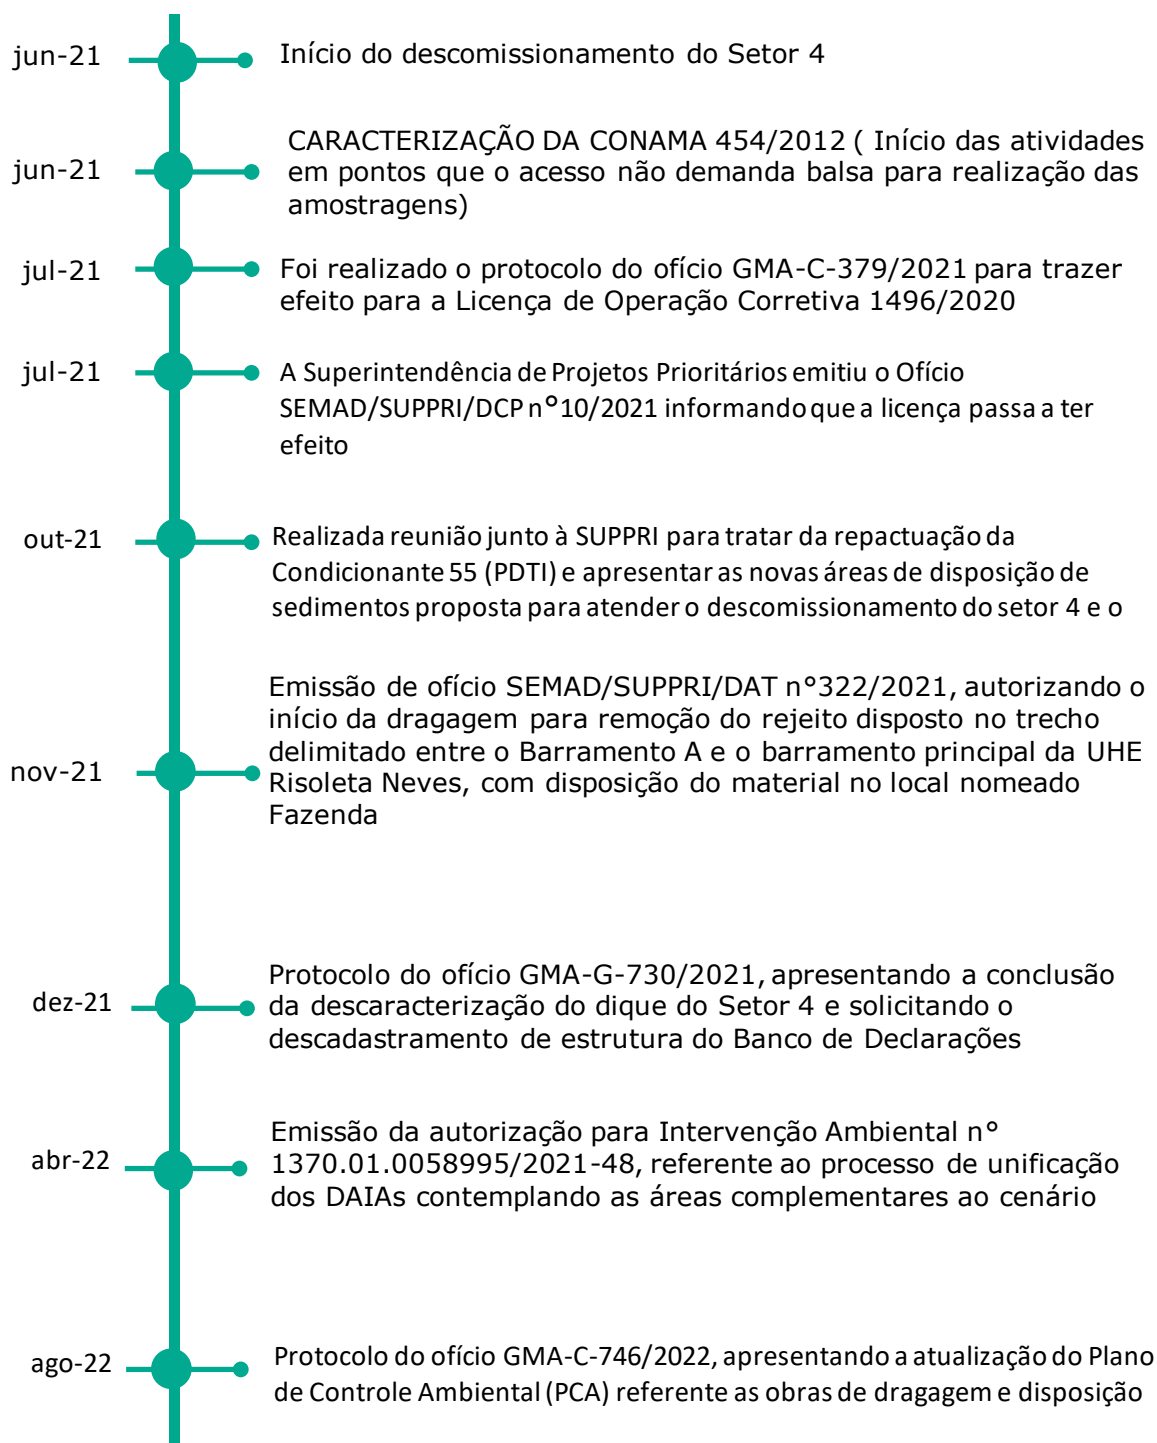 jun-21
Início do descomissionamento do Setor 4
jun-21
CARACTERIZAÇÃO DA CONAMA 454/2012 ( Início das atividades
em pontos que o acesso não demanda balsa para realização das
amostragens)
jul-21
Foi realizado o protocolo do ofício GMA-C-379/2021 para trazer
efeito para a Licença de Operação Corretiva 1496/2020
jul-21
A Superintendência de Projetos Prioritários emitiu o Ofício
SEMAD/SUPPRI/DCP n°10/2021 informando que a licença passa a ter
efeito
out-21
Realizada reunião junto à SUPPRI para tratar da repactuação da
Condicionante 55 (PDTI) e apresentar as novas áreas de disposição de
sedimentos proposta para atender o descomissionamento do setor 4 e o
nov-21
Emissão de ofício SEMAD/SUPPRI/DAT n°322/2021, autorizando o
início da dragagem para remoção do rejeito disposto no trecho
delimitado entre o Barramento A e o barramento principal da UHE
Risoleta Neves, com disposição do material no local nomeado
Fazenda
dez-21
Protocolo do ofício GMA-G-730/2021, apresentando a conclusão
da descaracterização do dique do Setor 4 e solicitando o
descadastramento de estrutura do Banco de Declarações
abr-22
Emissão da autorização para Intervenção Ambiental n°
1370.01.0058995/2021-48, referente ao processo de unificação
dos DAIAs contemplando as áreas complementares ao cenário
ago-22
Protocolo do ofício GMA-C-746/2022, apresentando a atualização do Plano
de Controle Ambiental (PCA) referente as obras de dragagem e disposição